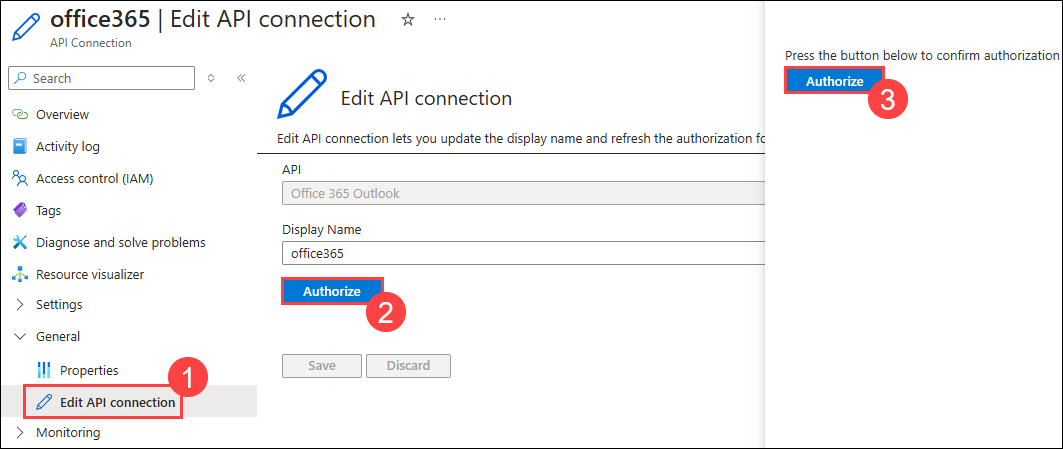 office365 | Edit API connection
API Connection
Search
Overview
Activity log
Access control (IAM)
Tags
Diagnose and solve problems
Resource visualizer
Settings
General
Properties
Edit API connection
1
Monitoring
Edit API connection
Edit API connection lets you update the display name and refresh the authorization fo
API
Office 365 Outlook
Display Name
office365
Authorize
2
Save
Discard
Press the button below to confirm authorization
Authorize
3